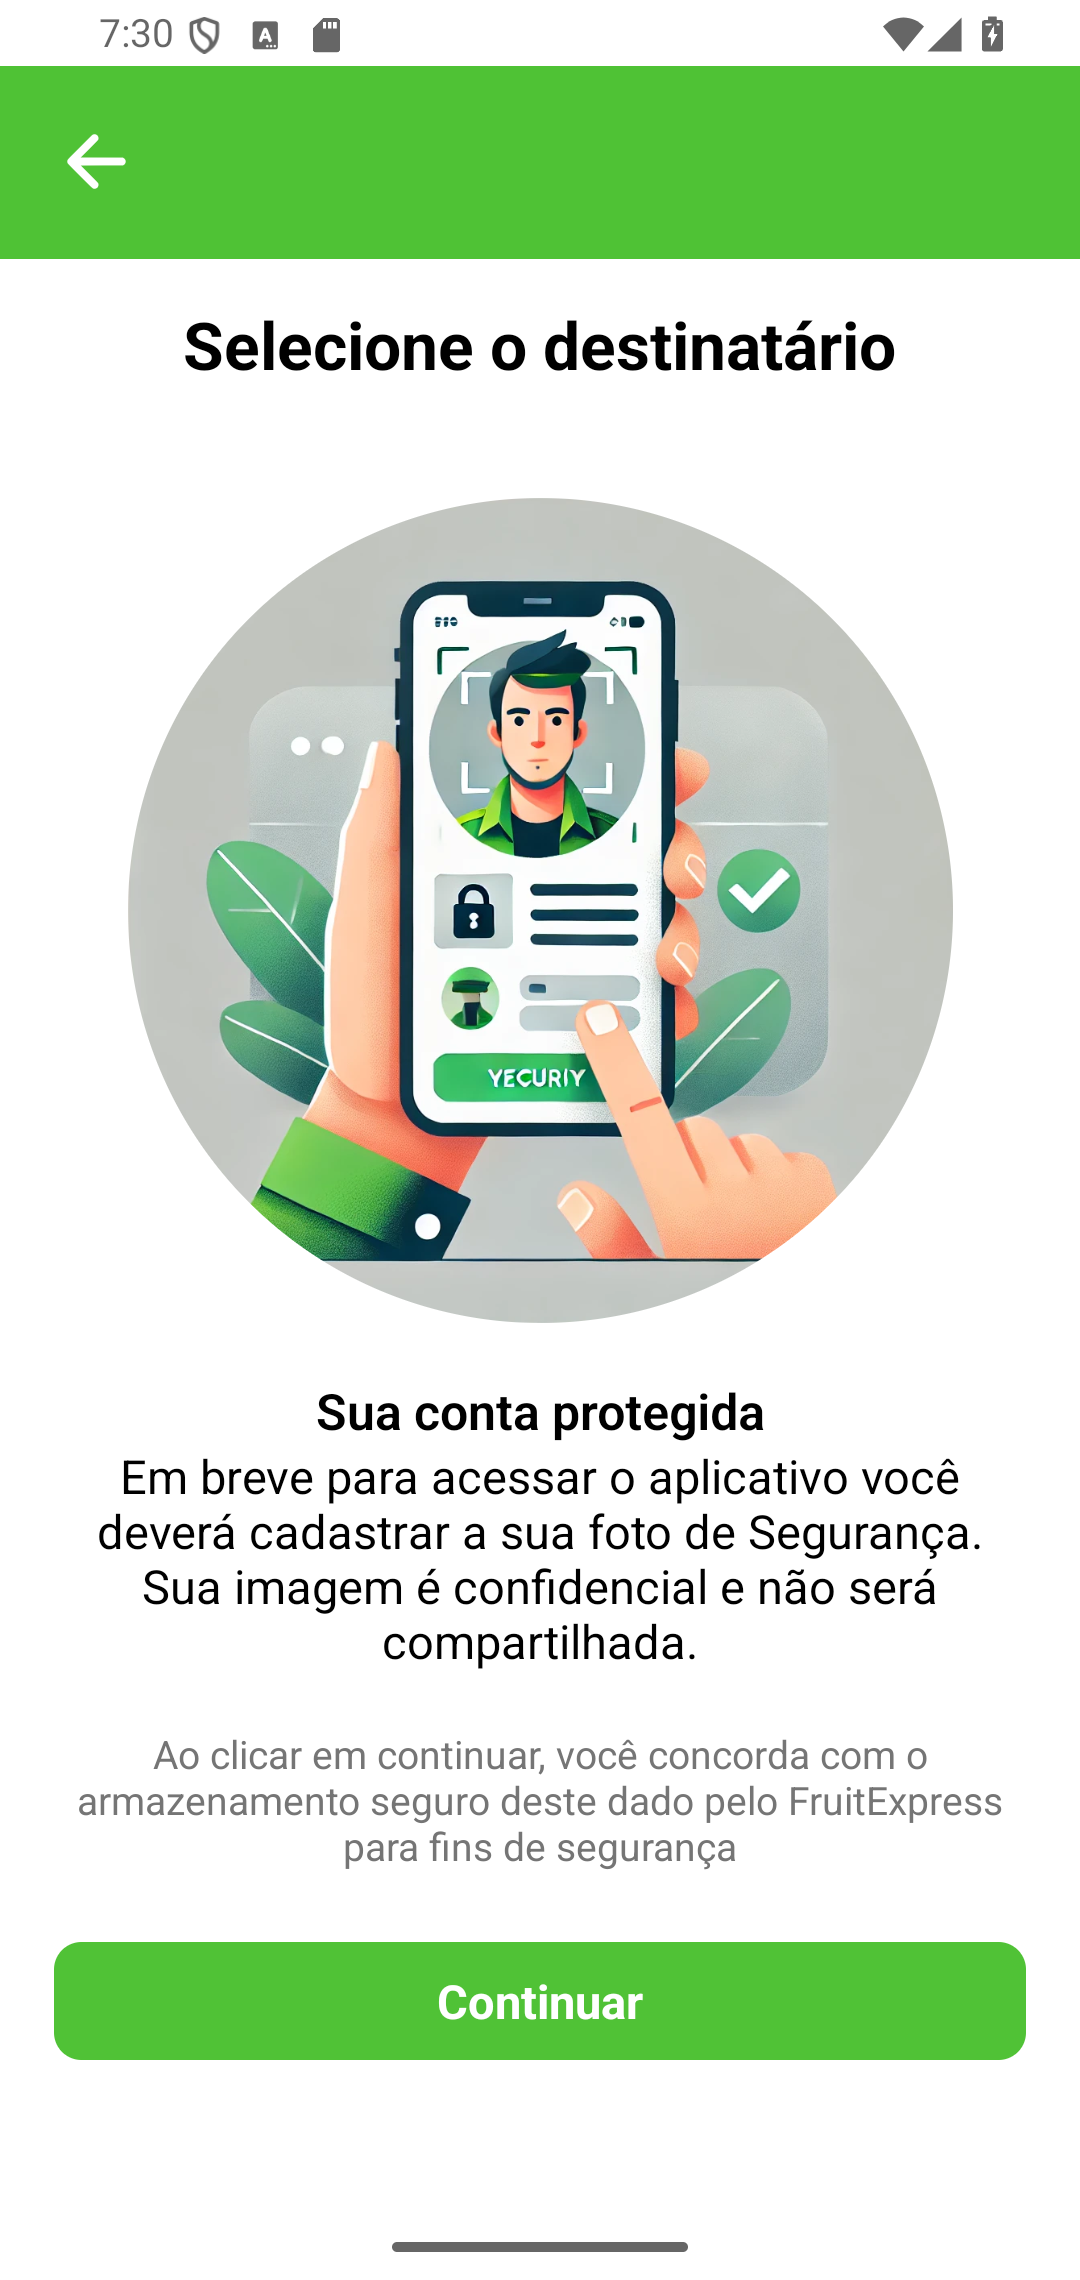 7:30
Selecione o destinatário
YECURIY
Sua conta protegida
Em breve para acessar o aplicativo você
deverá cadastrar a sua foto de Segurança.
Sua imagem é confidencial e não será
compartilhada.
Ao clicar em continuar, você concorda com o
armazenamento seguro deste dado pelo FruitExpress
para fins de segurança
Continuar